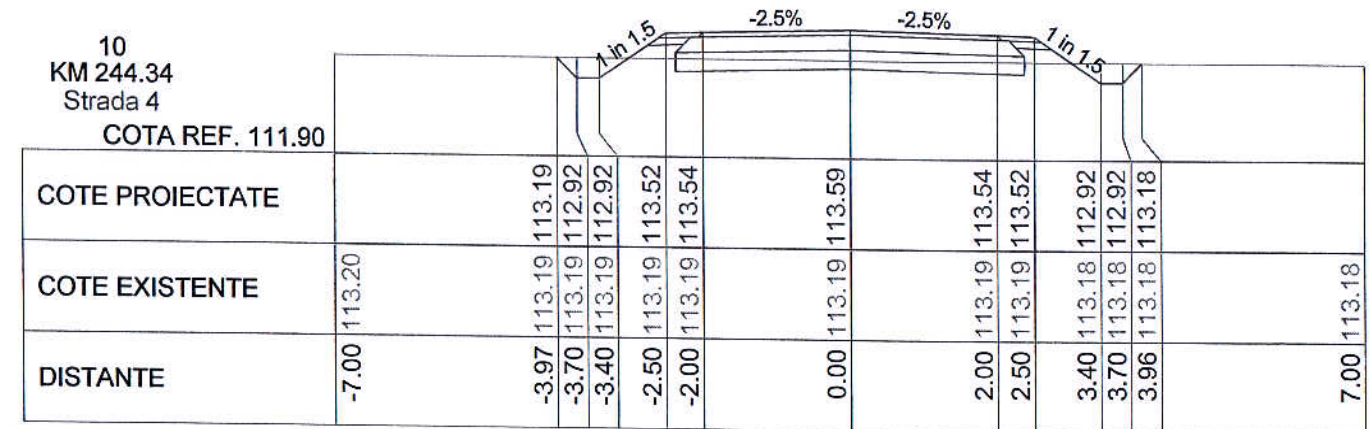 10
KM 244.34
Strada 4
COTA REF. 111.90
1 in 1.5
-2.5%
-2.5%
1 in 1.5
COTE PROIECTATE
113.19 112.92 112.92 113.52 113.54 113.59 113.54 113.52 112.92 112.92 113.18
COTE EXISTENTE
113.20 113.19 113.19 113.19 113.19 113.19 113.19 113.19 113.19 113.18 113.18 113.18 113.18
DISTANTE
-7.00 -3.97 -3.70 -3.40 -2.50 -2.00 0.00 2.00 2.50 3.40 3.70 3.96 7.00